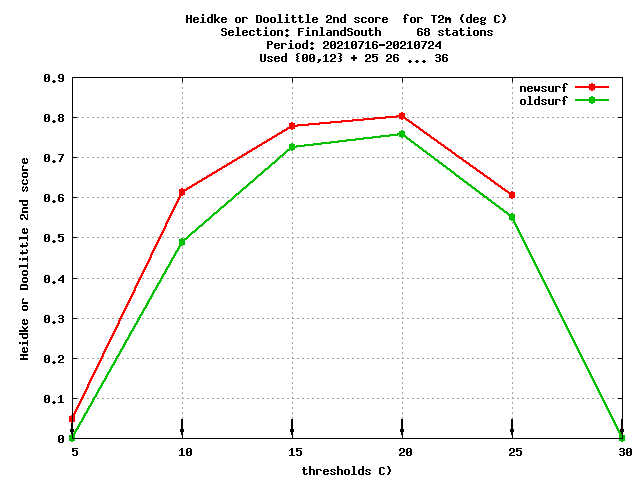 Heidke or Doolittle 2nd score  for T2m (deg C)
Selection: FinlandSouth     68 stations
Period: 20210716-20210724
Used {00,12} + 25 26 ... 36
newsurf
oldsurf
Heidke or Doolittle 2nd score
0.9
0.8
0.7
0.6
0.5
0.4
0.3
0.2
0.1
0
5 10 15 20 25 30
thresholds C)